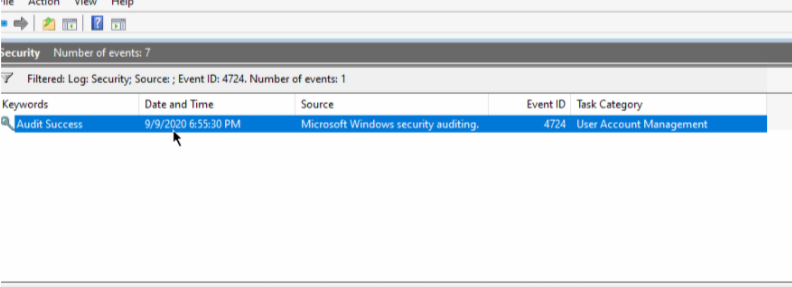 File Action View Help
Security Number of events: 7
Filtered: Log: Security; Source: ; Event ID: 4724. Number of events: 1
Keywords Date and Time Source Event ID Task Category
Audit Success 9/9/2020 6:55:30 PM Microsoft Windows security auditing. 4724 User Account Management